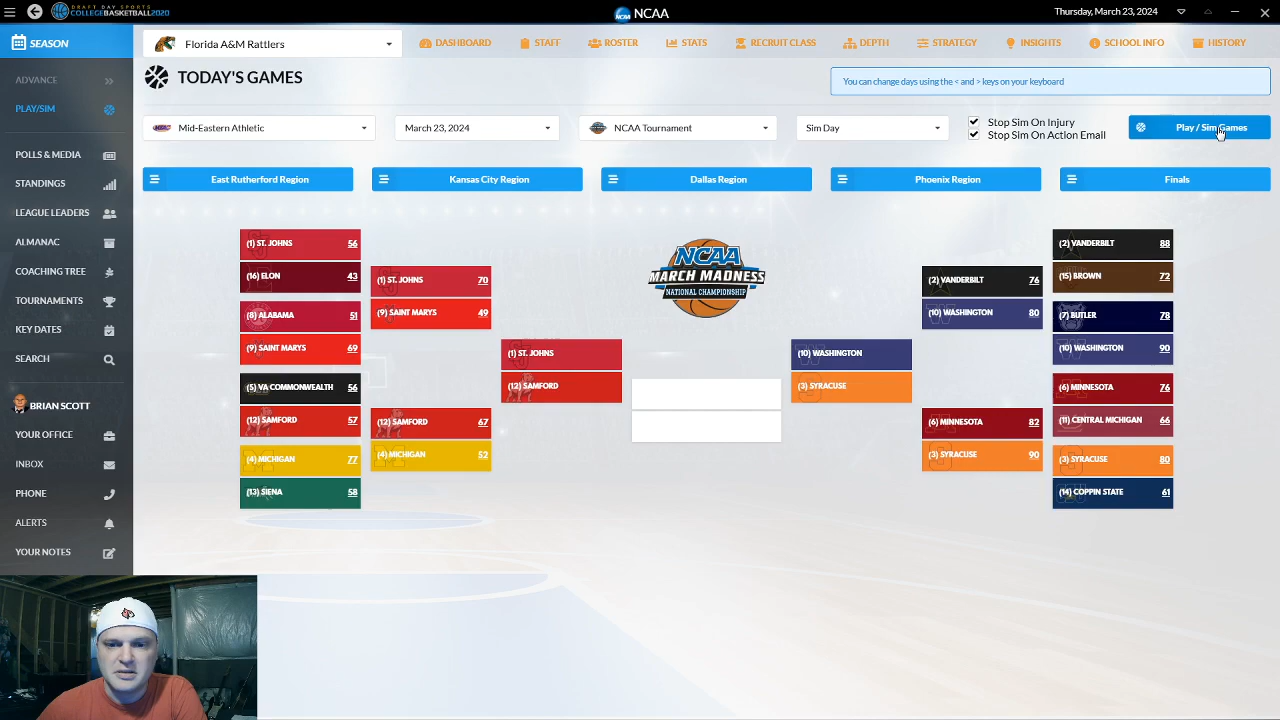 DRAFT DAY SPORTS
COLLEGE BASKETBALL 2020
NCAA
Thursday, March 23, 2024
SEASON
Florida A&M Rattlers
DASHBOARD
STAFF
ROSTER
STATS
RECRUIT CLASS
DEPTH
STRATEGY
INSIGHTS
SCHOOL INFO
HISTORY
ADVANCE
PLAY/SIM
POLLS & MEDIA
STANDINGS
LEAGUE LEADERS
ALMANAC
COACHING TREE
TOURNAMENTS
KEY DATES
SEARCH
BRIAN SCOTT
YOUR OFFICE
INBOX
PHONE
ALERTS
YOUR NOTES
TODAY'S GAMES
You can change days using the < and > keys on your keyboard
Mid-Eastern Athletic
March 23, 2024
NCAA Tournament
Sim Day
Stop Sim On Injury
Stop Sim On Action Email
Play / Sim Games
East Rutherford Region
Kansas City Region
Dallas Region
Phoenix Region
Finals
(1) ST. JOHNS 56
(16) ELON 43
(8) ALABAMA 51
(9) SAINT MARYS 69
(5) VA COMMONWEALTH 56
(12) SAMFORD 57
(4) MICHIGAN 77
(13) SIENA 58
(1) ST. JOHNS 70
(9) SAINT MARYS 49
(12) SAMFORD 67
(4) MICHIGAN 52
(1) ST. JOHNS
(12) SAMFORD
NCAA
MARCH MADNESS
NATIONAL CHAMPIONSHIP
(10) WASHINGTON
(3) SYRACUSE
(2) VANDERBILT 76
(10) WASHINGTON 80
(6) MINNESOTA 82
(3) SYRACUSE 90
(2) VANDERBILT 88
(15) BROWN 72
(7) BUTLER 78
(10) WASHINGTON 90
(6) MINNESOTA 76
(11) CENTRAL MICHIGAN 66
(3) SYRACUSE 80
(14) COPPIN STATE 61